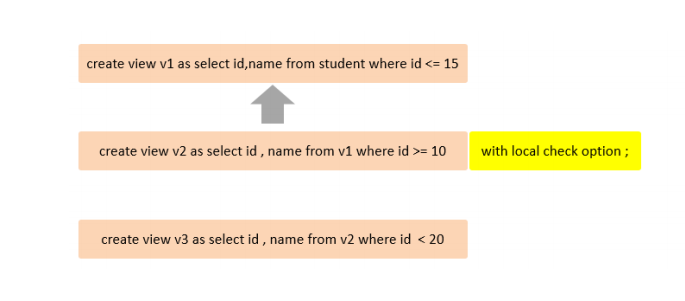 create view v1 as select id,name from student where id <= 15
create view v2 as select id , name from v1 where id >= 10 with local check option ;
create view v3 as select id , name from v2 where id  < 20